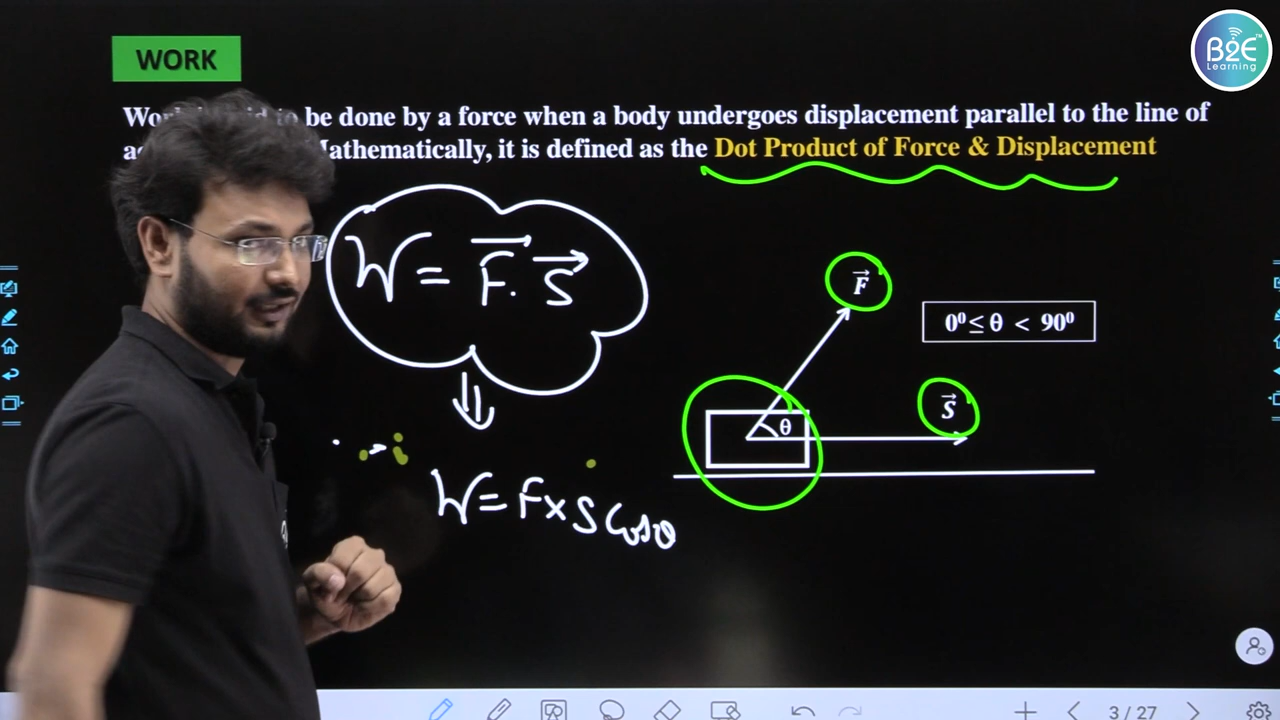 B2E
Learning
WORK
to be done by a force when a body undergoes displacement parallel to the line of
Mathematically, it is defined as the Dot Product of Force & Displacement
W = F⃗ . S⃗
F⃗
0⁰ ≤ θ < 90⁰
S⃗
θ
W = F × S Cosθ
3 / 27